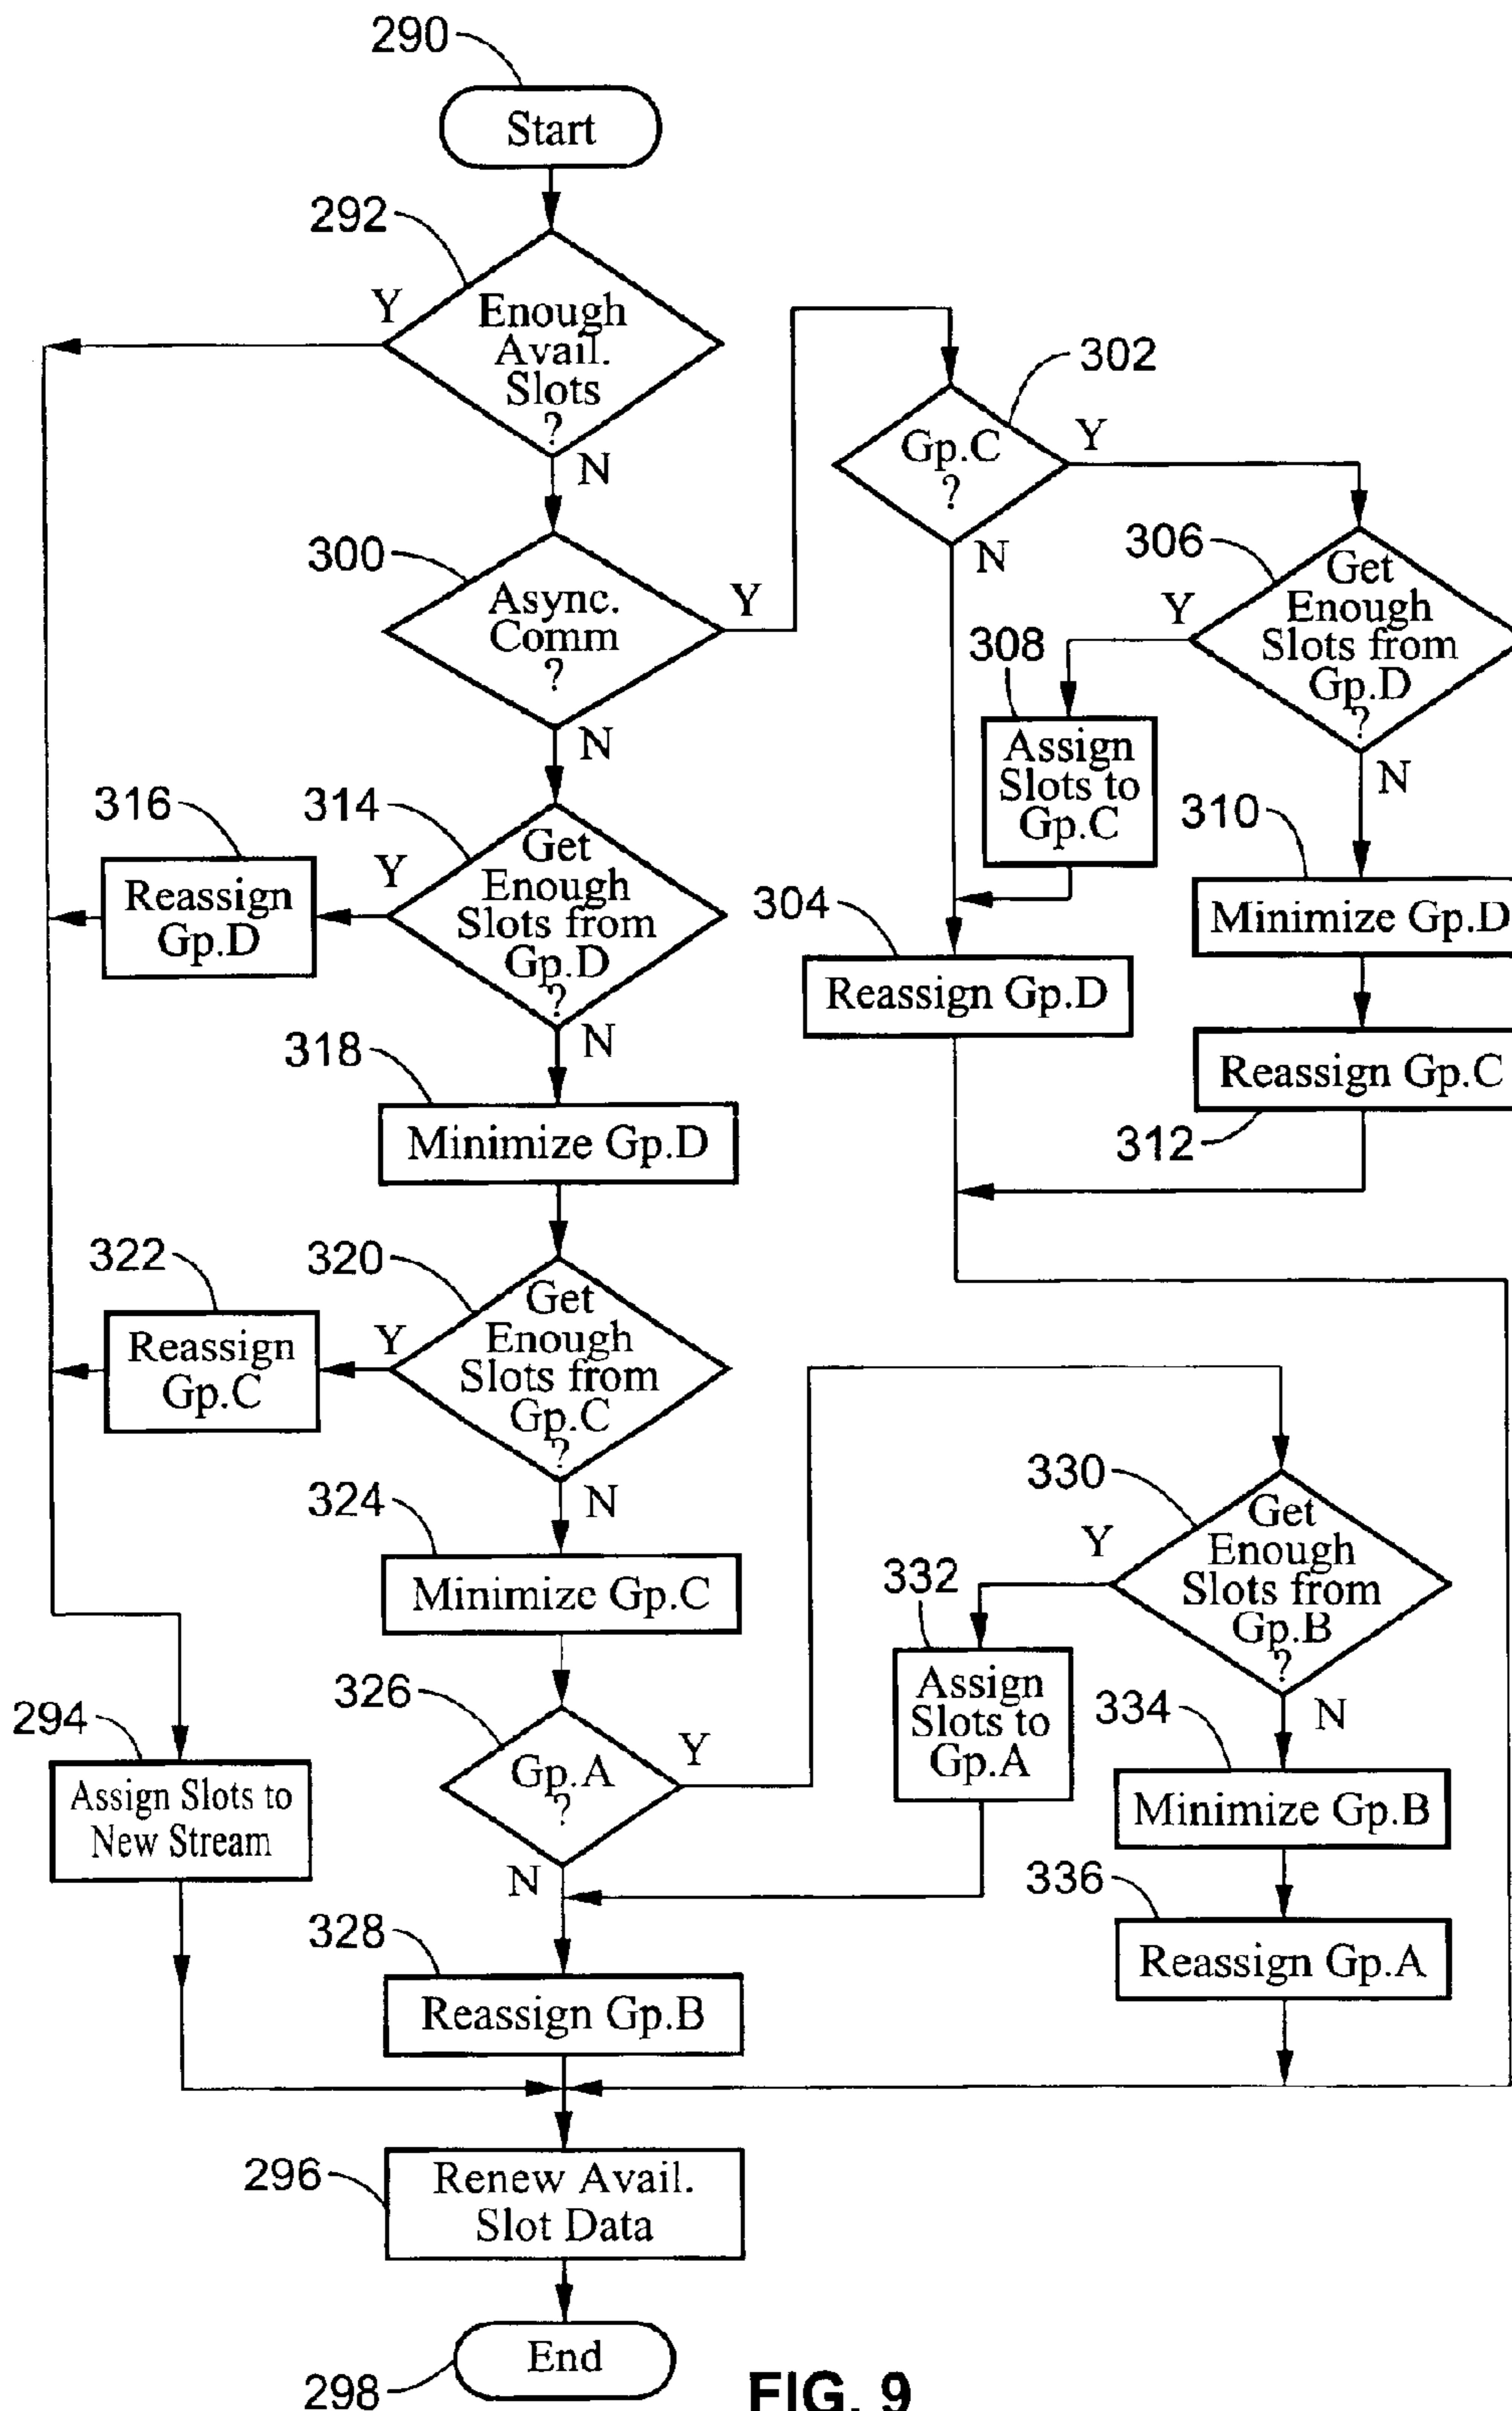 290
Start
292
Y
Enough
Avail.
Slots
?
N
302
Gp.C
?
Y
N
300
Async.
Comm
?
Y
N
306
Get
Enough
Slots from
Gp.D
?
Y
N
308
Assign
Slots to
Gp.C
310
Minimize Gp.D
304
Reassign Gp.D
Reassign Gp.C
312
316
Reassign
Gp.D
314
Y
Get
Enough
Slots from
Gp.D
?
N
318
Minimize Gp.D
322
Reassign
Gp.C
320
Y
Get
Enough
Slots from
Gp.C
?
N
324
Minimize Gp.C
330
Y
Get
Enough
Slots from
Gp.B
?
N
332
Assign
Slots to
Gp.A
334
Minimize Gp.B
336
Reassign Gp.A
326
Gp.A
?
Y
N
294
Assign Slots to
New Stream
328
Reassign Gp.B
296
Renew Avail.
Slot Data
End
298
FIG. 9